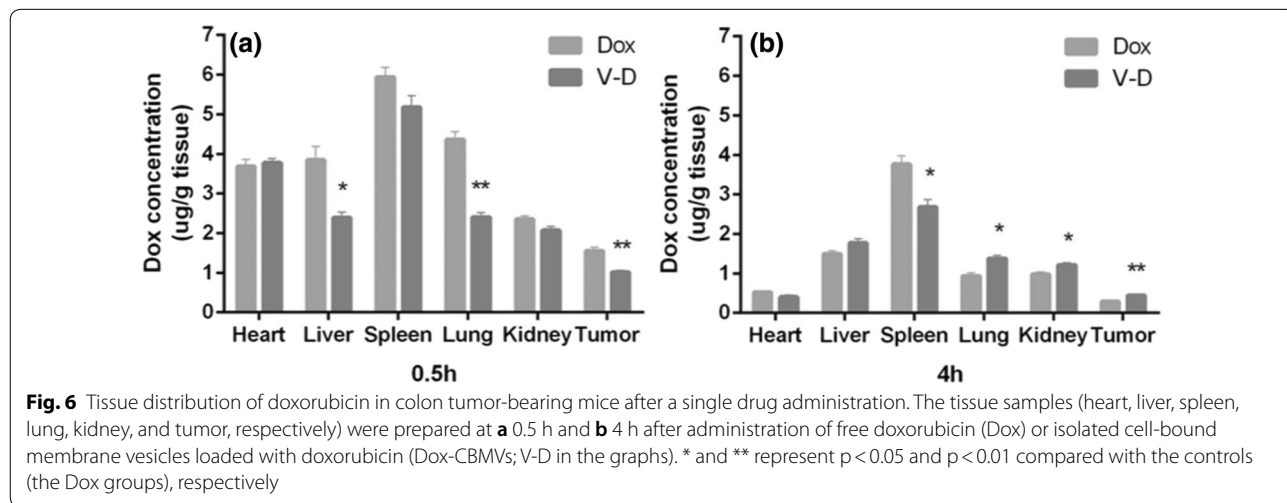 (a)
Dox
V-D
Dox concentration
(ug/g tissue)
7
6
5
4
3
2
1
0
*
**
**
Heart Liver Spleen Lung Kidney Tumor
0.5h
(b)
Dox
V-D
Dox concentration
(ug/g tissue)
7
6
5
4
3
2
1
0
*
*
*
**
Heart Liver Spleen Lung Kidney Tumor
4h
Fig. 6 Tissue distribution of doxorubicin in colon tumor-bearing mice after a single drug administration. The tissue samples (heart, liver, spleen,
lung, kidney, and tumor, respectively) were prepared at a 0.5 h and b 4 h after administration of free doxorubicin (Dox) or isolated cell-bound
membrane vesicles loaded with doxorubicin (Dox-CBMVs; V-D in the graphs). * and ** represent p < 0.05 and p < 0.01 compared with the controls
(the Dox groups), respectively